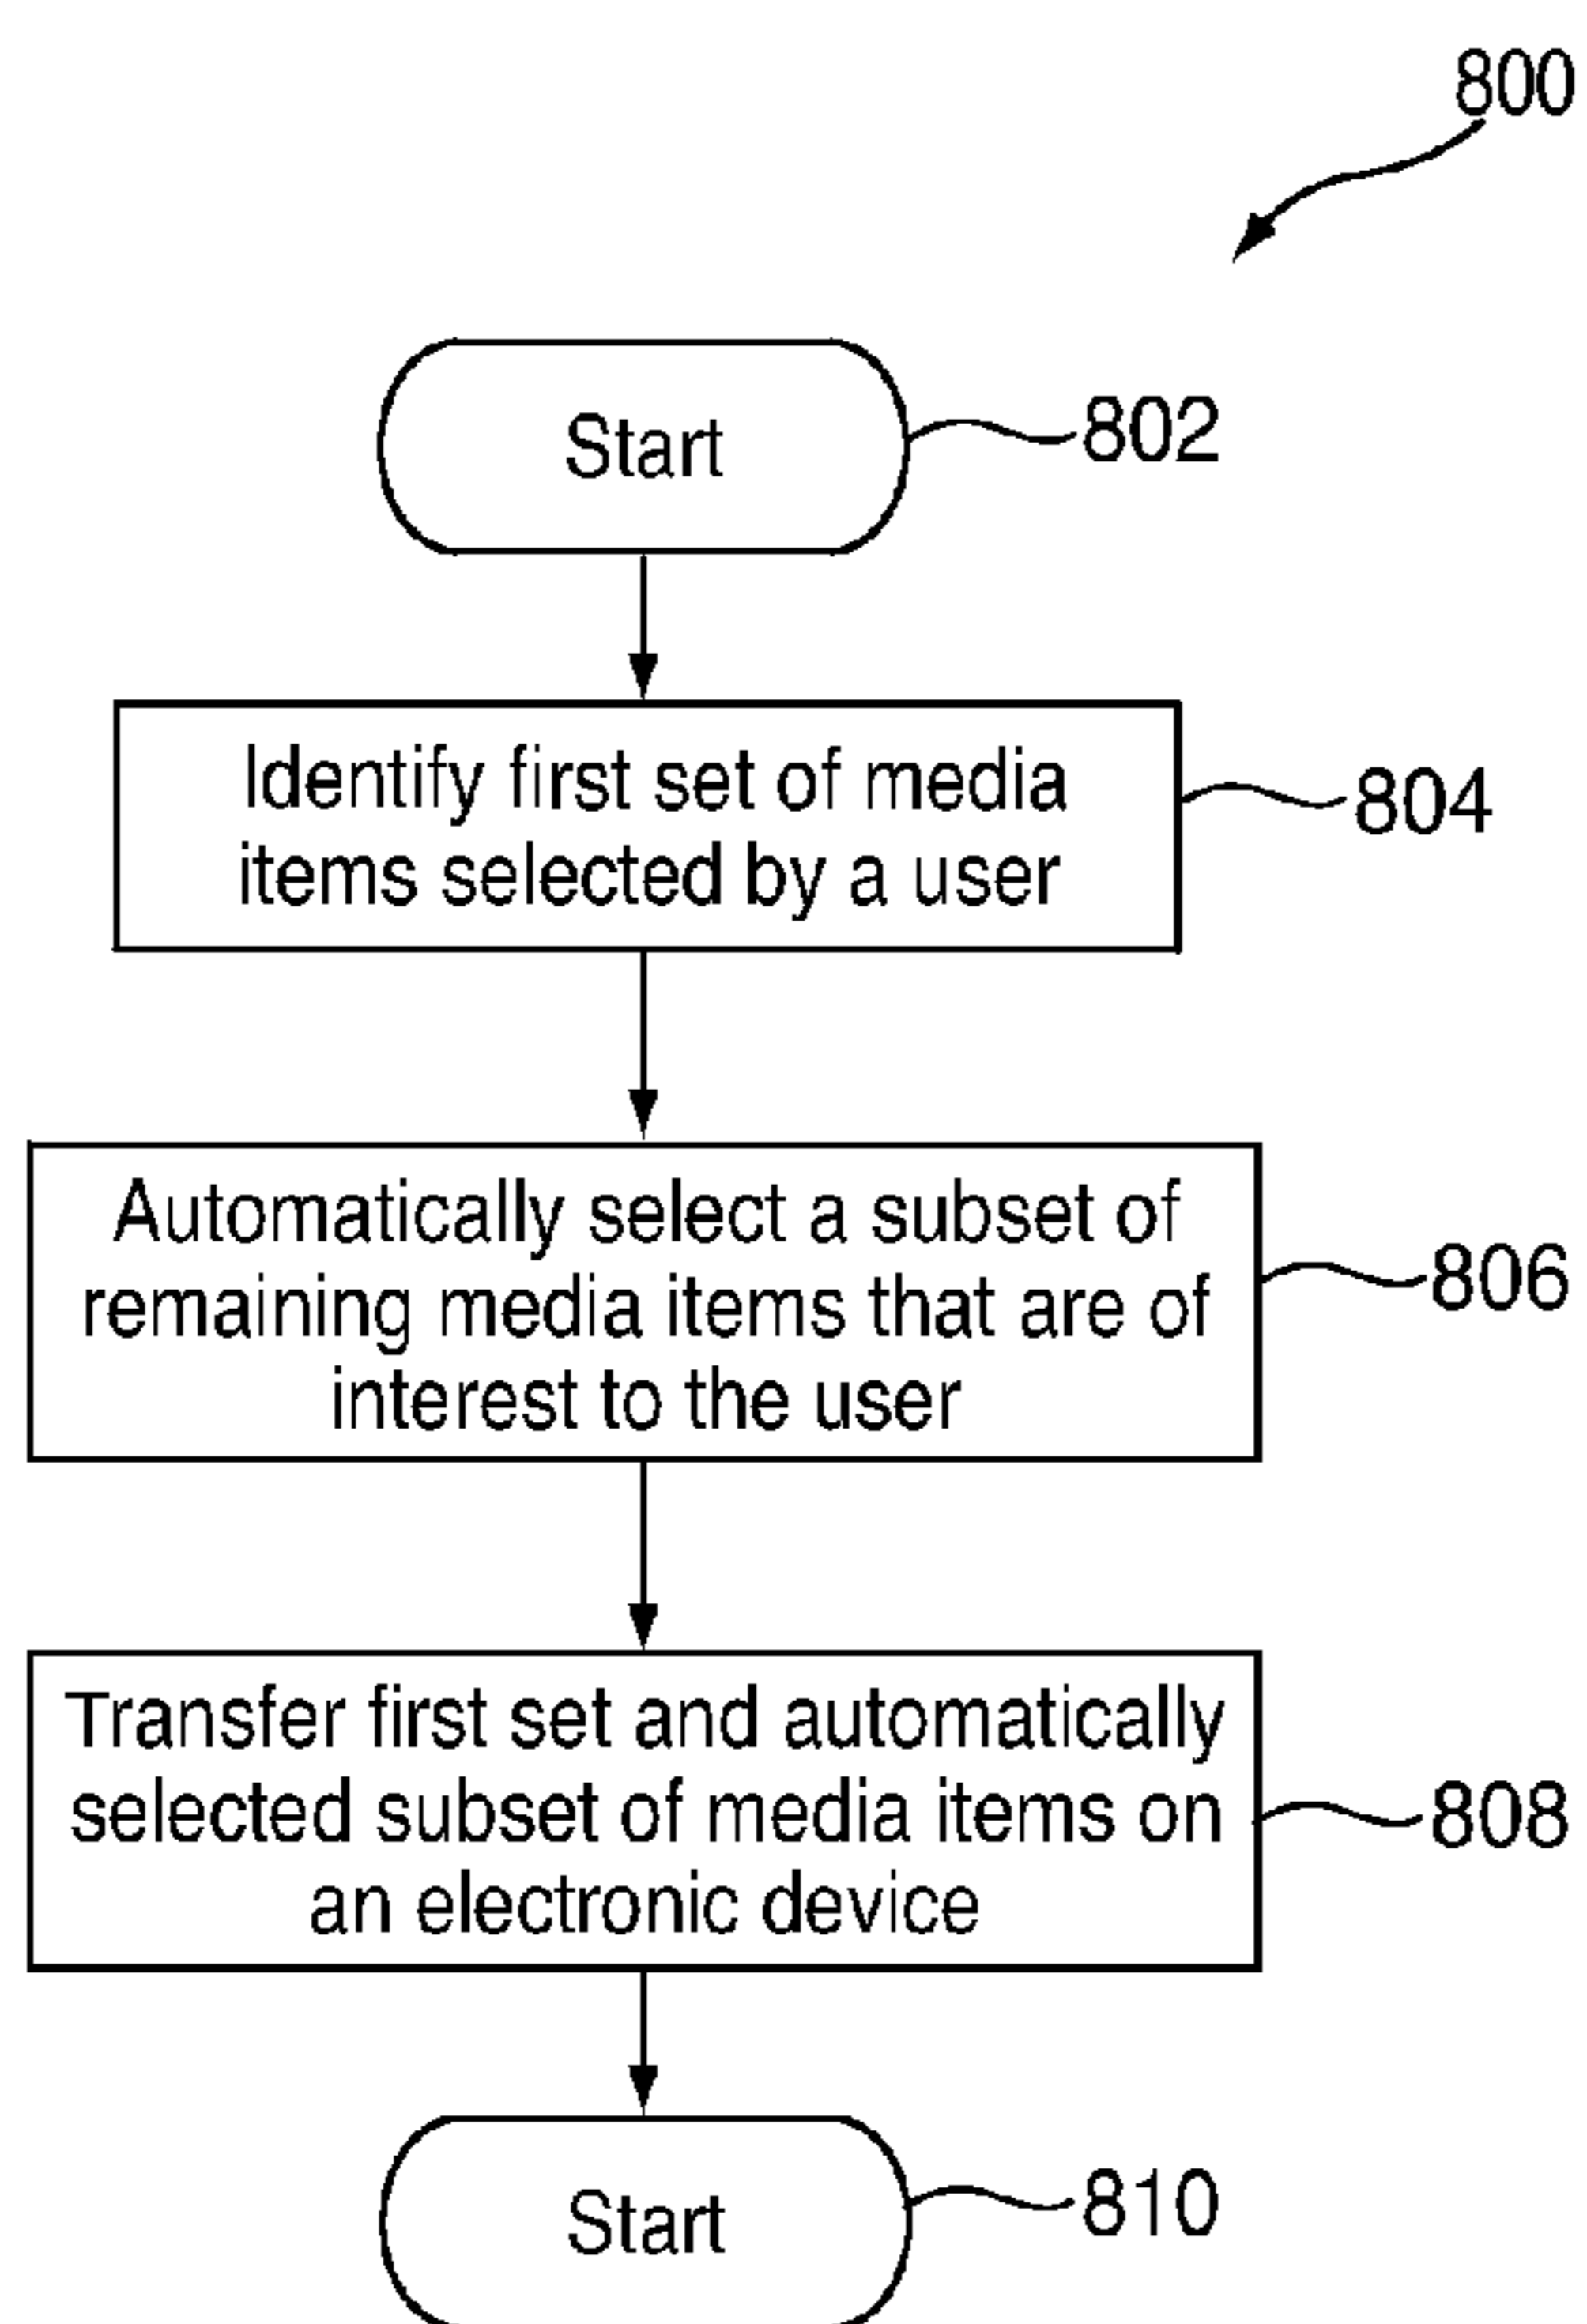 800
Start
802
Identify first set of media
items selected by a user
804
Automatically select a subset of
remaining media items that are of
interest to the user
806
Transfer first set and automatically
selected subset of media items on
an electronic device
808
Start
810